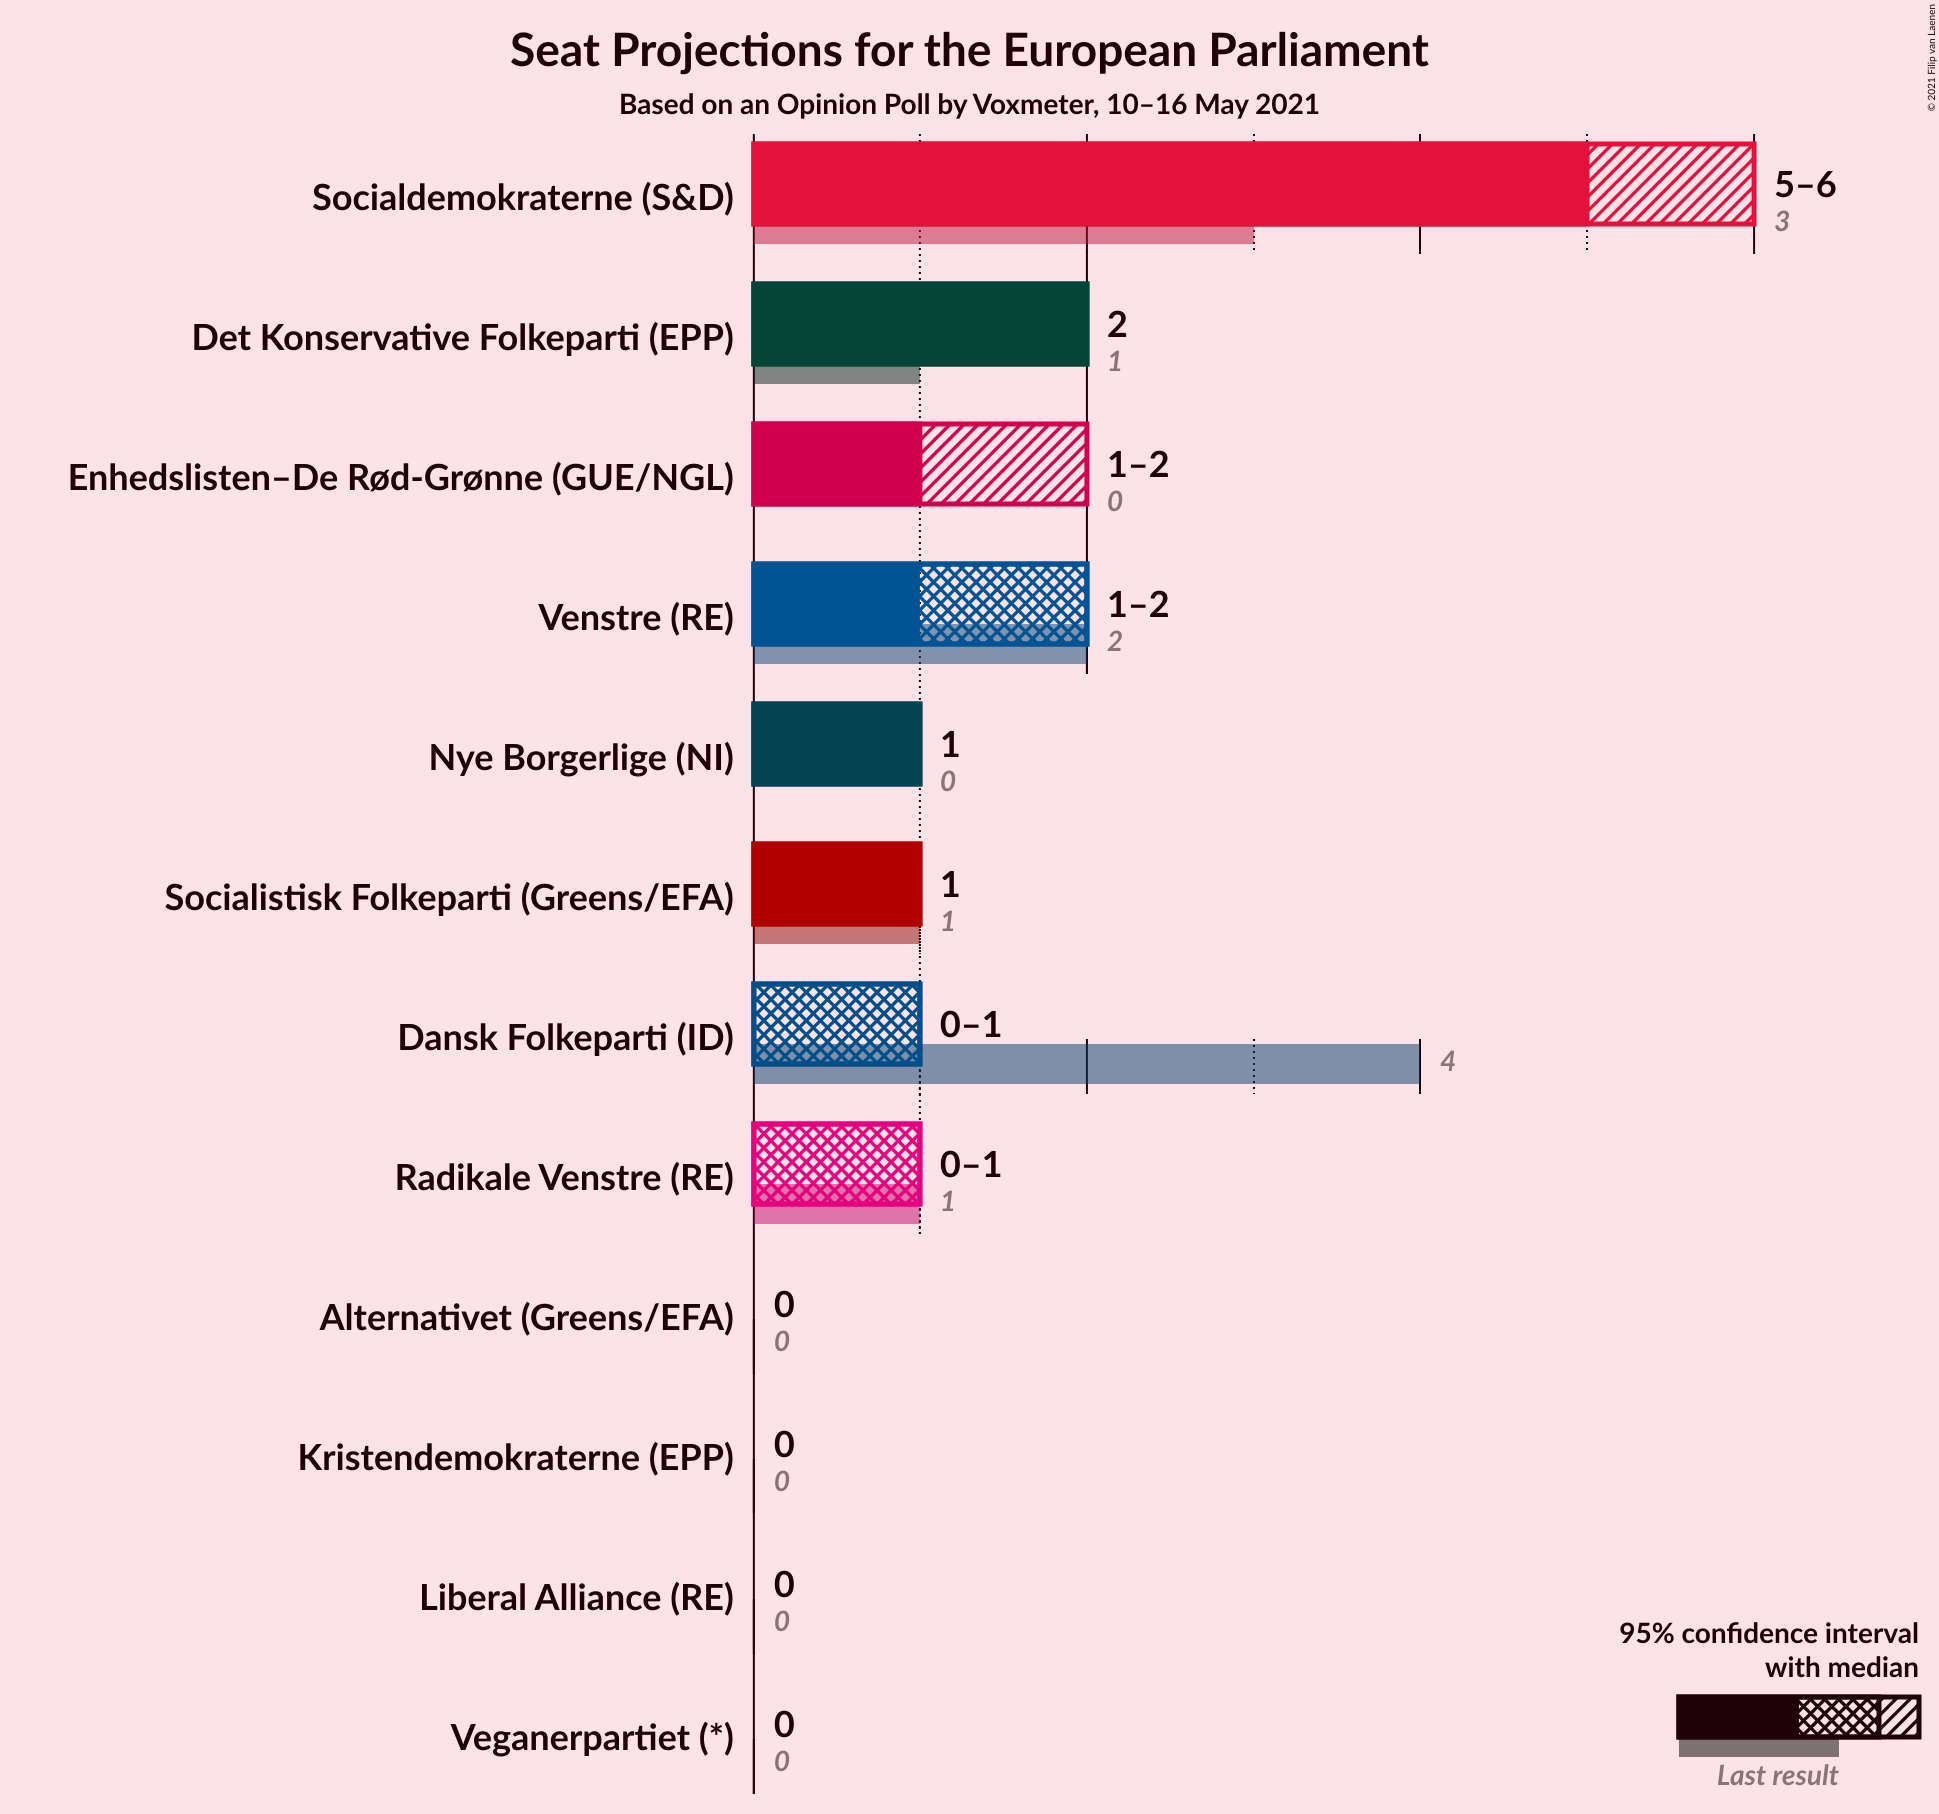 Seat Projections for the European Parliament
Based on an Opinion Poll by Voxmeter, 10–16 May 2021
© 2021 Filip van Laenen
Socialdemokraterne (S&D)
5–6
3
Det Konservative Folkeparti (EPP)
2
1
Enhedslisten–De Rød-Grønne (GUE/NGL)
1–2
0
Venstre (RE)
1–2
2
Nye Borgerlige (NI)
1
0
Socialistisk Folkeparti (Greens/EFA)
1
1
Dansk Folkeparti (ID)
0–1
4
Radikale Venstre (RE)
0–1
1
Alternativet (Greens/EFA)
0
0
Kristendemokraterne (EPP)
0
0
Liberal Alliance (RE)
0
0
Veganerpartiet (*)
0
0
95% confidence interval
with median
Last result